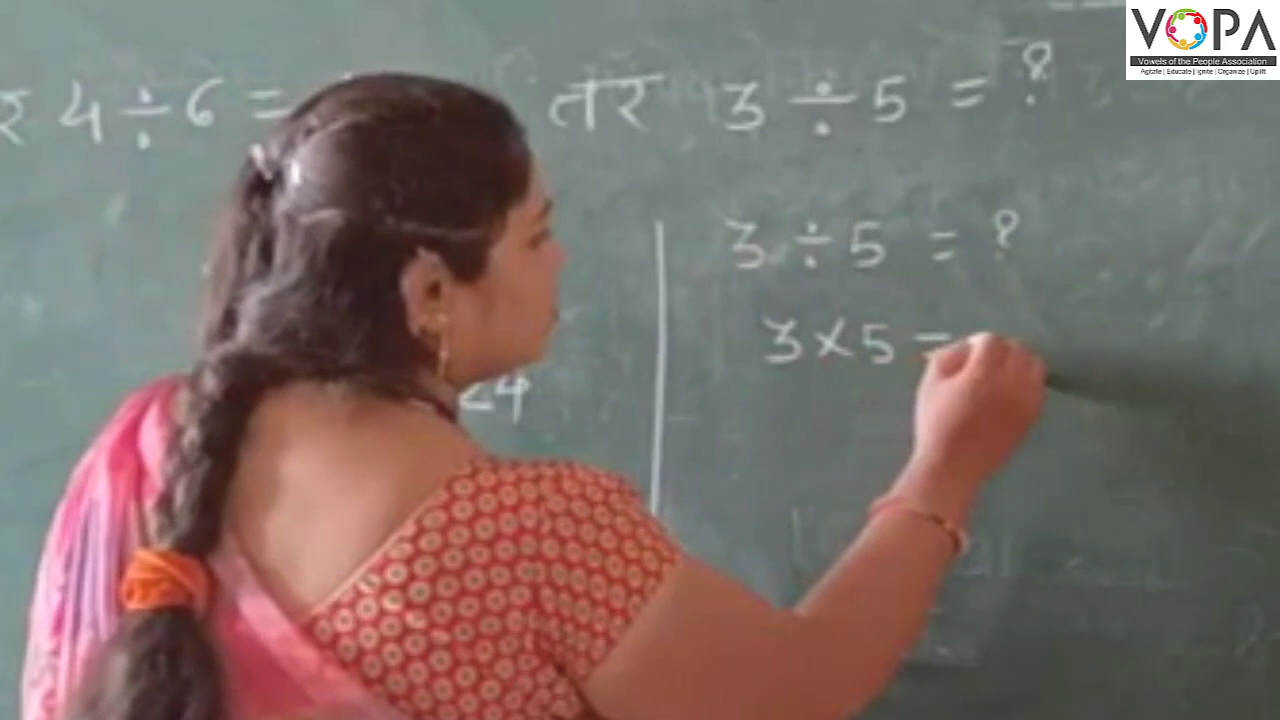 VOPA
Vowels of the People Association
Agitate | Educate | Ignite | Organize | Uplift
र 4 ÷ 6 = तर 3 ÷ 5 = ?
3 ÷ 5 = ?
3 × 5 =
24